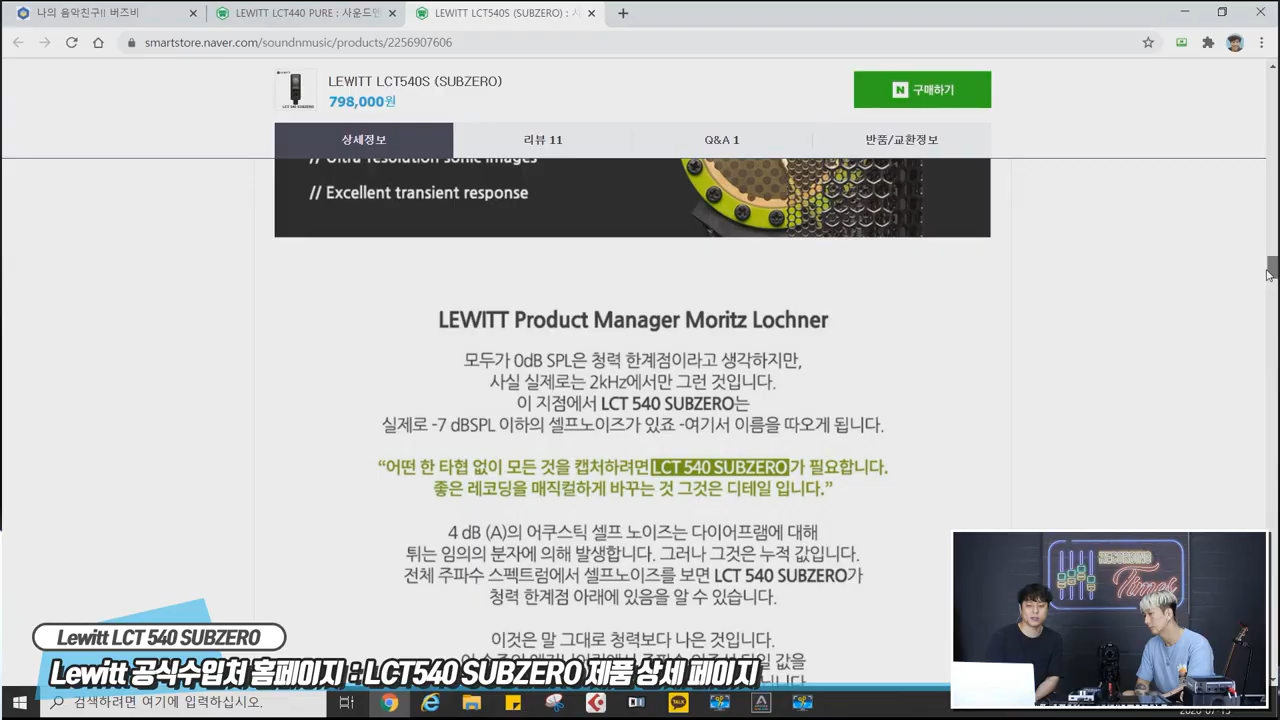 나의 음악친구!! 버즈비
LEWITT LCT440 PURE : 사운드앤
LEWITT LCT540S (SUBZERO) : 사
smartstore.naver.com/soundnmusic/products/2256907606
LEWITT LCT540S (SUBZERO)
798,000원
N 구매하기
상세정보
리뷰 11
Q&A 1
반품/교환정보
// Ultra-resolution sonic images
// Excellent transient response
LEWITT Product Manager Moritz Lochner
모두가 0dB SPL은 청력 한계점이라고 생각하지만,
사실 실제로는 2kHz에서만 그런 것입니다.
이 지점에서 LCT 540 SUBZERO는
실제로 -7 dBSPL 이하의 셀프노이즈가 있죠 -여기서 이름을 따오게 됩니다.
“어떤 한 타협 없이 모든 것을 캡처하려면 LCT 540 SUBZERO가 필요합니다.
좋은 레코딩을 매직컬하게 바꾸는 것 그것은 디테일 입니다.”
4 dB (A)의 어쿠스틱 셀프 노이즈는 다이어프램에 대해
튀는 임의의 분자에 의해 발생합니다. 그러나 그것은 누적 값입니다.
전체 주파수 스펙트럼에서 셀프노이즈를 보면 LCT 540 SUBZERO가
청력 한계점 아래에 있음을 알 수 있습니다.
이것은 말 그대로 청력보다 나은 것입니다.
RECORDING
Times
Lewitt LCT 540 SUBZERO
Lewitt 공식수입처 홈페이지 : LCT540 SUBZERO 제품 상세 페이지
검색하려면 여기에 입력하십시오.
TALK